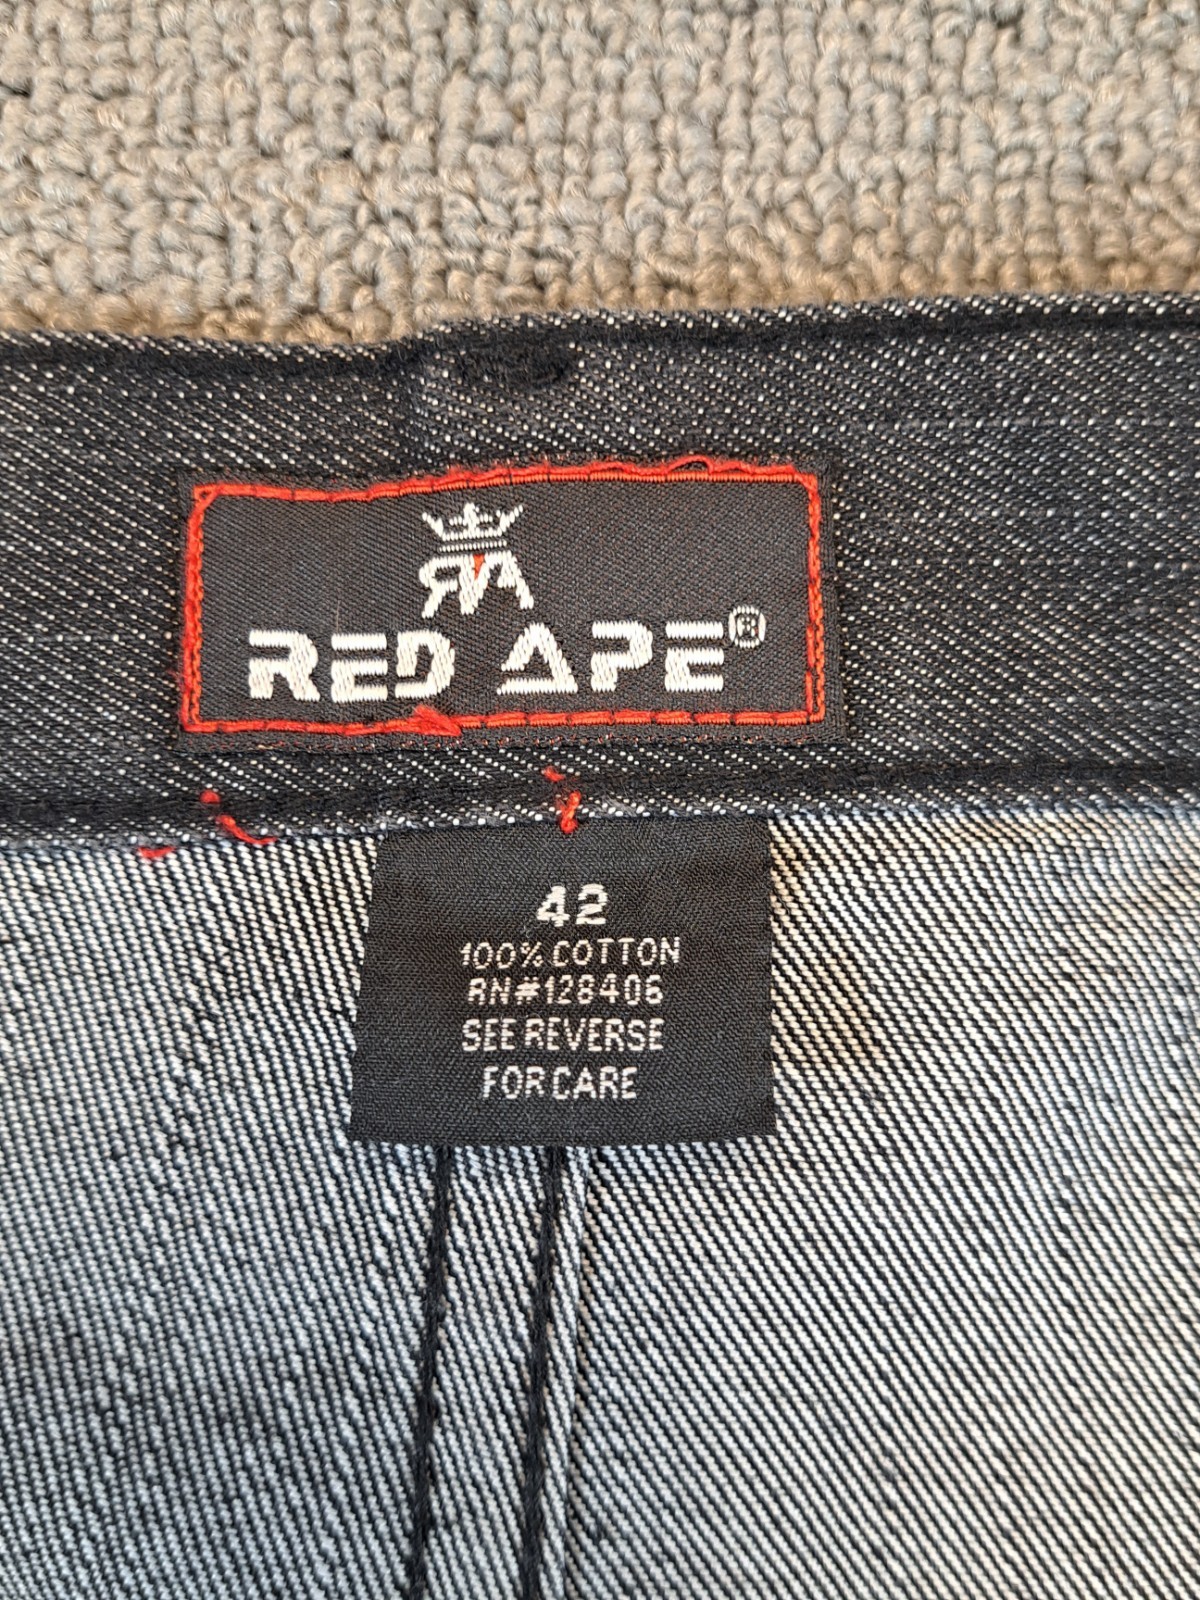 RA
RED APE®
42
100% COTTON
RN#128406
SEE REVERSE
FOR CARE